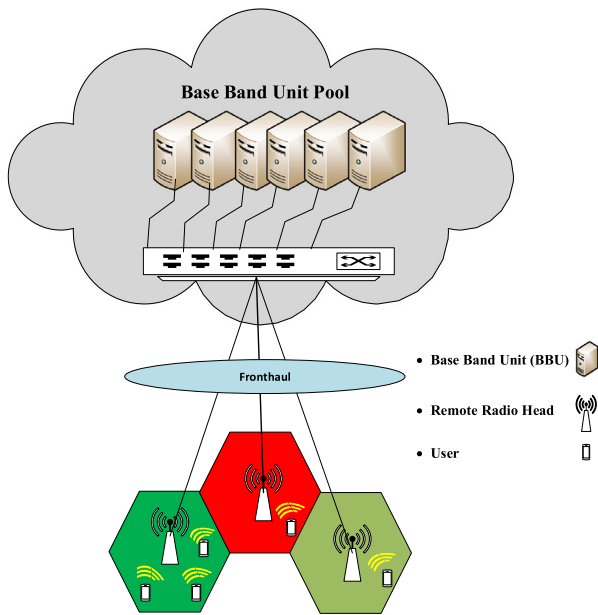 Base Band Unit Pool
Fronthaul
• Base Band Unit (BBU)
• Remote Radio Head
• User